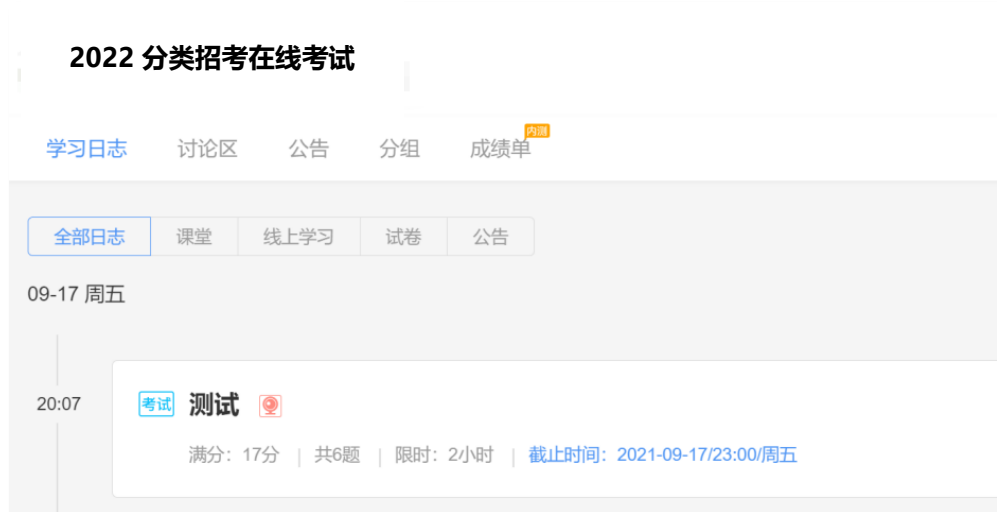 2022 分类招考在线考试
学习日志 讨论区 公告 分组 成绩单 内测
全部日志 课堂 线上学习 试卷 公告
09-17 周五
20:07 考试 测试
满分：17分 | 共6题 | 限时：2小时 | 截止时间：2021-09-17/23:00/周五